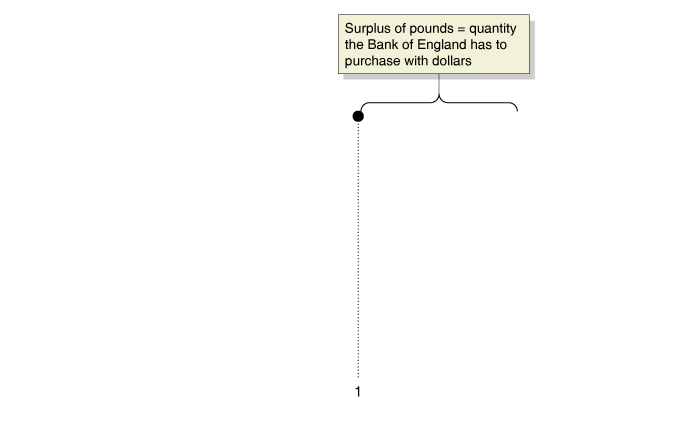 Surplus of pounds = quantity
the Bank of England has to
purchase with dollars
1